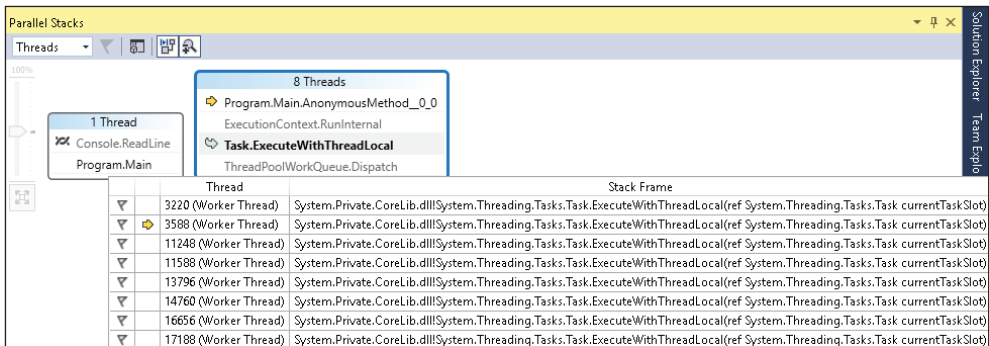 Parallel Stacks
Threads
100%
8 Threads
Program.Main.AnonymousMethod__0_0
ExecutionContext.RunInternal
Task.ExecuteWithThreadLocal
ThreadPoolWorkQueue.Dispatch
1 Thread
Console.ReadLine
Program.Main
Thread Stack Frame
3220 (Worker Thread) System.Private.CoreLib.dll!System.Threading.Tasks.Task.ExecuteWithThreadLocal(ref System.Threading.Tasks.Task currentTaskSlot)
3588 (Worker Thread) System.Private.CoreLib.dll!System.Threading.Tasks.Task.ExecuteWithThreadLocal(ref System.Threading.Tasks.Task currentTaskSlot)
11248 (Worker Thread) System.Private.CoreLib.dll!System.Threading.Tasks.Task.ExecuteWithThreadLocal(ref System.Threading.Tasks.Task currentTaskSlot)
11588 (Worker Thread) System.Private.CoreLib.dll!System.Threading.Tasks.Task.ExecuteWithThreadLocal(ref System.Threading.Tasks.Task currentTaskSlot)
13796 (Worker Thread) System.Private.CoreLib.dll!System.Threading.Tasks.Task.ExecuteWithThreadLocal(ref System.Threading.Tasks.Task currentTaskSlot)
14760 (Worker Thread) System.Private.CoreLib.dll!System.Threading.Tasks.Task.ExecuteWithThreadLocal(ref System.Threading.Tasks.Task currentTaskSlot)
16656 (Worker Thread) System.Private.CoreLib.dll!System.Threading.Tasks.Task.ExecuteWithThreadLocal(ref System.Threading.Tasks.Task currentTaskSlot)
17188 (Worker Thread) System.Private.CoreLib.dll!System.Threading.Tasks.Task.ExecuteWithThreadLocal(ref System.Threading.Tasks.Task currentTaskSlot)
Solution Explorer
Team Explo